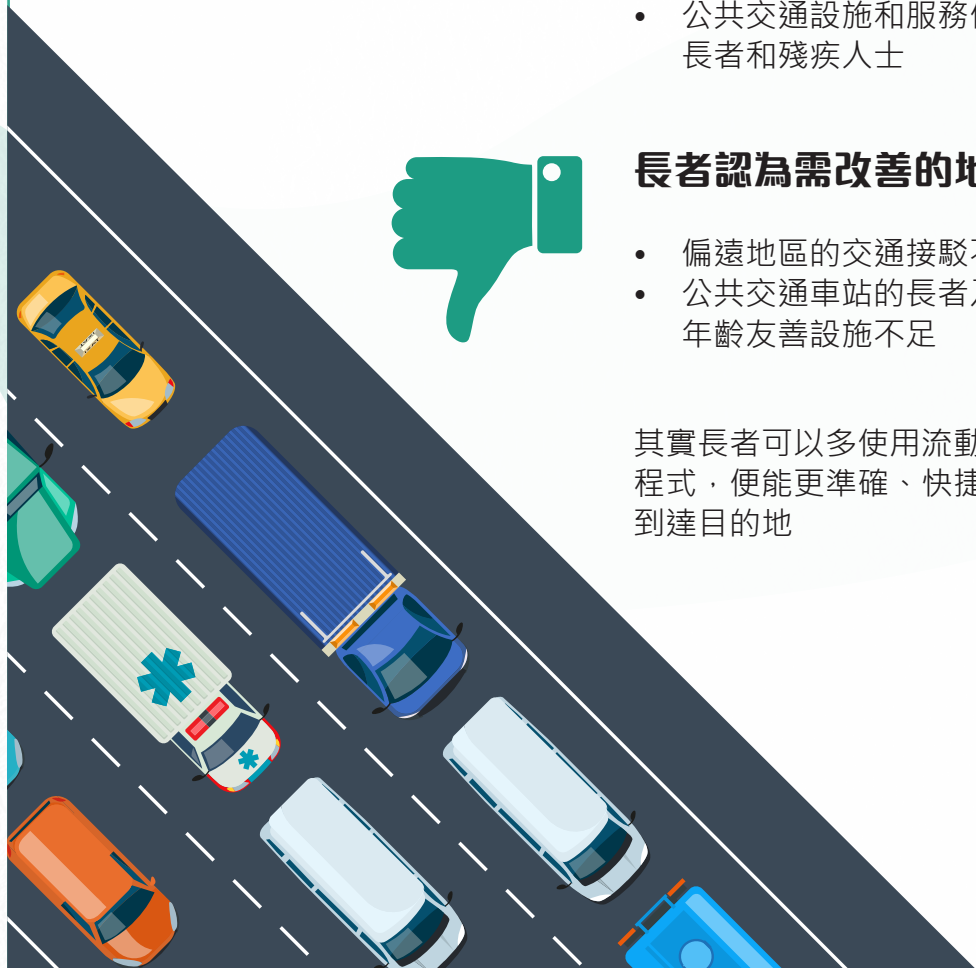 • 公共交通設施和服務
長者和殘疾人士
長者認為需改善的
• 偏遠地區的交通接駁
• 公共交通車站的長者
年齡友善設施不足
其實長者可以多使用流動
程式，便能更準確、快捷
到達目的地